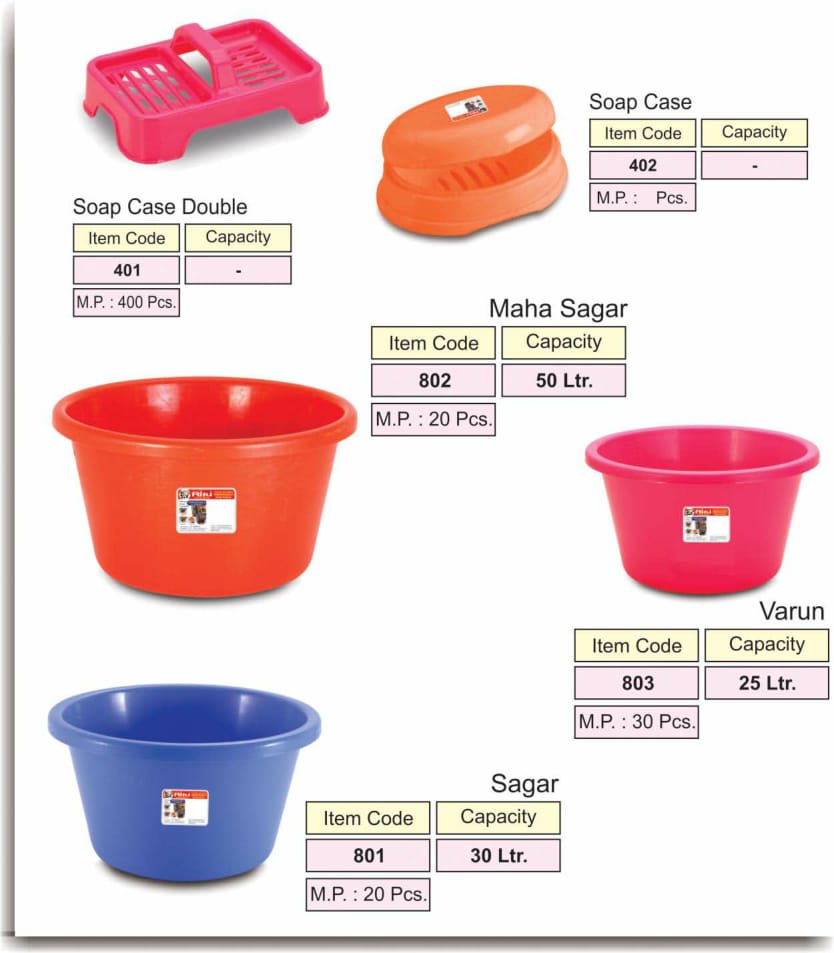 Soap Case
Item Code Capacity
402 -
M.P. : Pcs.
Soap Case Double
Item Code Capacity
401 -
M.P. : 400 Pcs.
Maha Sagar
Item Code Capacity
802 50 Ltr.
M.P. : 20 Pcs.
Varun
Item Code Capacity
803 25 Ltr.
M.P. : 30 Pcs.
Sagar
Item Code Capacity
801 30 Ltr.
M.P. : 20 Pcs.